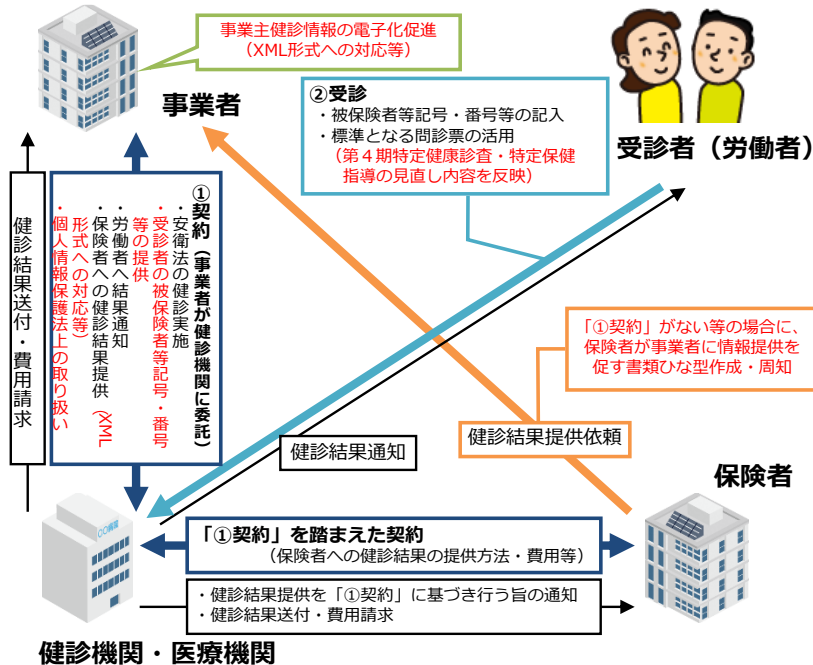 事業主健診情報の電子化促進
（XML形式への対応等）
事業者
②受診
・被保険者等記号・番号等の記入
・標準となる問診票の活用
（第４期特定健康診査・特定保健
指導の見直し内容を反映）
受診者（労働者）
健診結果送付・費用請求
①契約（事業者が健診機関に委託）
・安衛法の健診実施
・受診者の被保険者等記号・番号
等の提供
・労働者へ結果通知
・保険者への健診結果提供（XML
形式への対応等）
・個人情報保護法上の取り扱い
「①契約」がない等の場合に、
保険者が事業者に情報提供を
促す書類ひな型作成・周知
健診結果通知
健診結果提供依頼
保険者
「①契約」を踏まえた契約
（保険者への健診結果の提供方法・費用等）
・健診結果提供を「①契約」に基づき行う旨の通知
・健診結果送付・費用請求
健診機関・医療機関